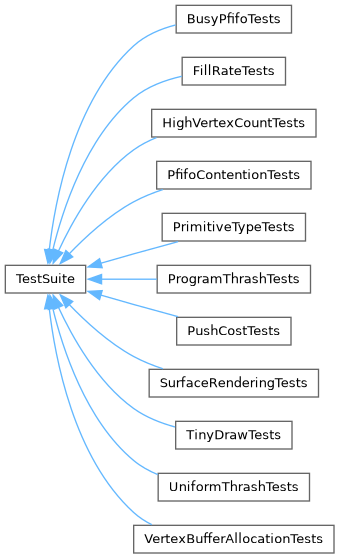 BusyPfifoTests
FillRateTests
HighVertexCountTests
PfifoContentionTests
PrimitiveTypeTests
TestSuite
ProgramThrashTests
PushCostTests
SurfaceRenderingTests
TinyDrawTests
UniformThrashTests
VertexBufferAllocationTests